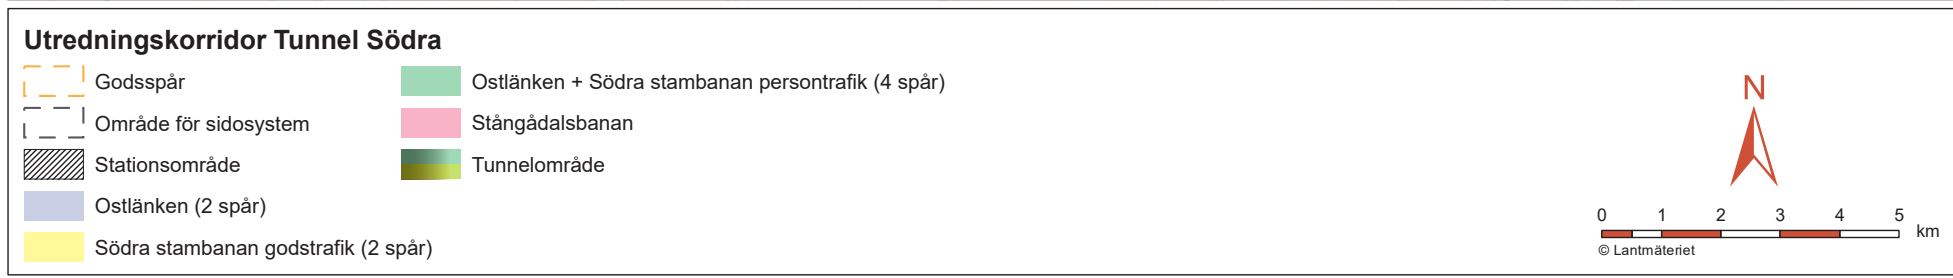 Utredningskorridor Tunnel Södra
Godsspår
Område för sidosystem
Stationsområde
Ostlänken (2 spår)
Södra stambanan godstrafik (2 spår)
Ostlänken + Södra stambanan persontrafik (4 spår)
Stångådalsbanan
Tunnelområde
N
0 1 2 3 4 5
km
© Lantmäteriet